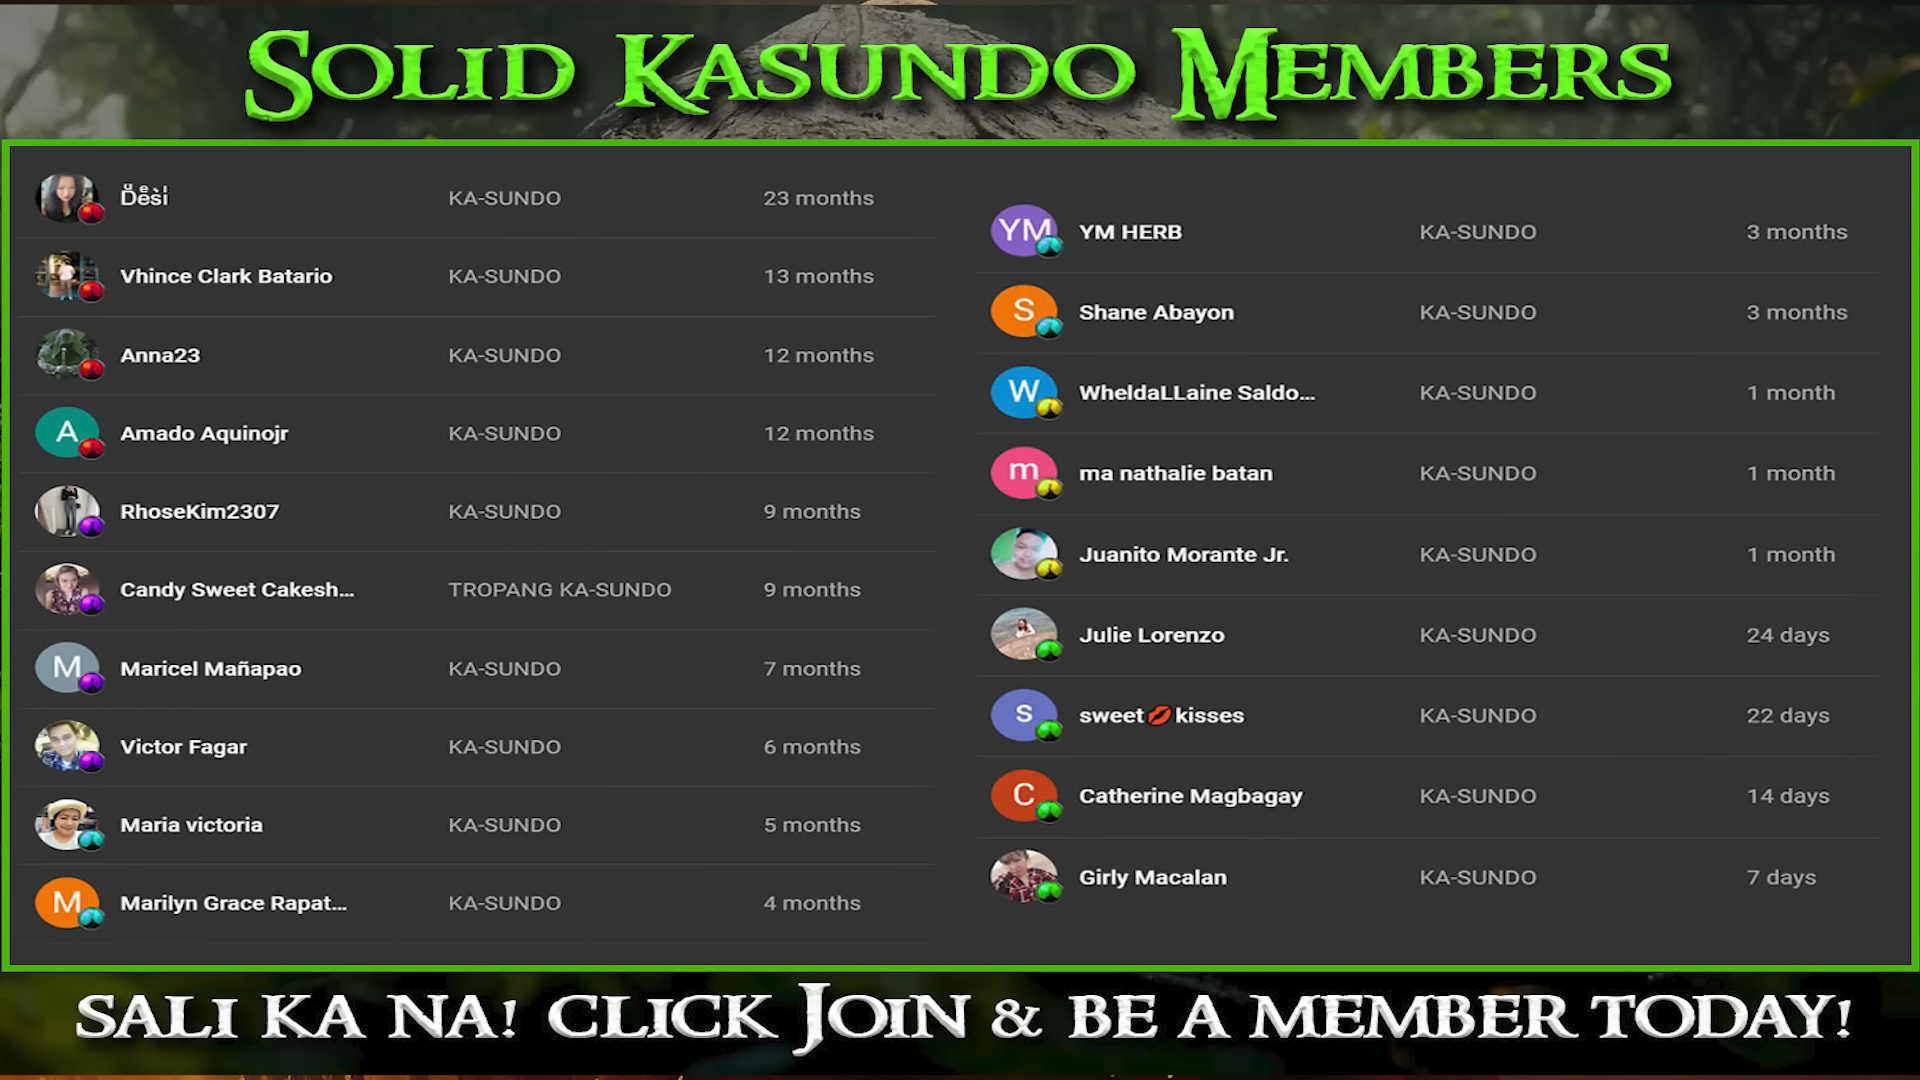 SOLID KASUNDO MEMBERS
D̊ës̀i KA-SUNDO 23 months
Vhince Clark Batario KA-SUNDO 13 months
Anna23 KA-SUNDO 12 months
A Amado Aquinojr KA-SUNDO 12 months
RhoseKim2307 KA-SUNDO 9 months
Candy Sweet Cakesh... TROPANG KA-SUNDO 9 months
M Maricel Mañapao KA-SUNDO 7 months
Victor Fagar KA-SUNDO 6 months
Maria victoria KA-SUNDO 5 months
M Marilyn Grace Rapat... KA-SUNDO 4 months
YM YM HERB KA-SUNDO 3 months
S Shane Abayon KA-SUNDO 3 months
W WheldaLLaine Saldo... KA-SUNDO 1 month
m ma nathalie batan KA-SUNDO 1 month
Juanito Morante Jr. KA-SUNDO 1 month
Julie Lorenzo KA-SUNDO 24 days
s sweet💋kisses KA-SUNDO 22 days
C Catherine Magbagay KA-SUNDO 14 days
Girly Macalan KA-SUNDO 7 days
SALI KA NA! CLICK JOIN & BE A MEMBER TODAY!